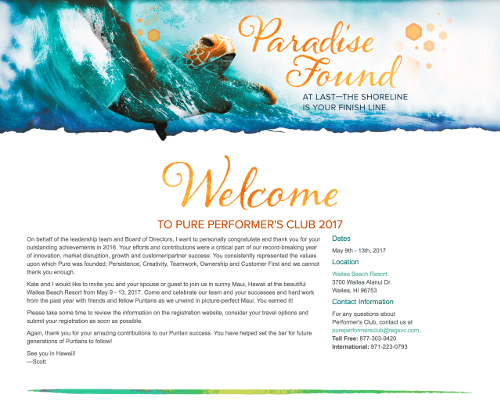 Paradise
Found
AT LAST—THE SHORELINE
IS YOUR FINISH LINE.
Welcome
TO PURE PERFORMER'S CLUB 2017
On behalf of the leadership team and Board of Directors, I want to personally congratulate and thank you for your
outstanding achievements in 2016. Your efforts and contributions were a critical part of our record-breaking year
of innovation, market disruption, growth and customer/partner success. You consistently represented the values
upon which Pure was founded; Persistence, Creativity, Teamwork, Ownership and Customer First and we cannot
thank you enough.
Kate and I would like to invite you and your spouse or guest to join us in sunny Maui, Hawaii at the beautiful
Wailea Beach Resort from May 9 - 13, 2017. Come and celebrate our team and your successes and hard work
from the past year with friends and fellow Puritans as we unwind in picture-perfect Maui. You earned it!
Please take some time to review the information on the registration website, consider your travel options and
submit your registration as soon as possible.
Again, thank you for your amazing contributions to our Puritan success. You have helped set the bar for future
generations of Puritans to follow!
See you in Hawaii!
—Scott
Dates
May 9th - 13th, 2017
Location
Wailea Beach Resort
3700 Wailea Alanui Dr.
Wailea, HI 96753
Contact Information
For any questions about
Performer's Club, contact us at
pureperformersclub@regsvc.com.
Toll Free: 877-303-9420
International: 971-223-0793